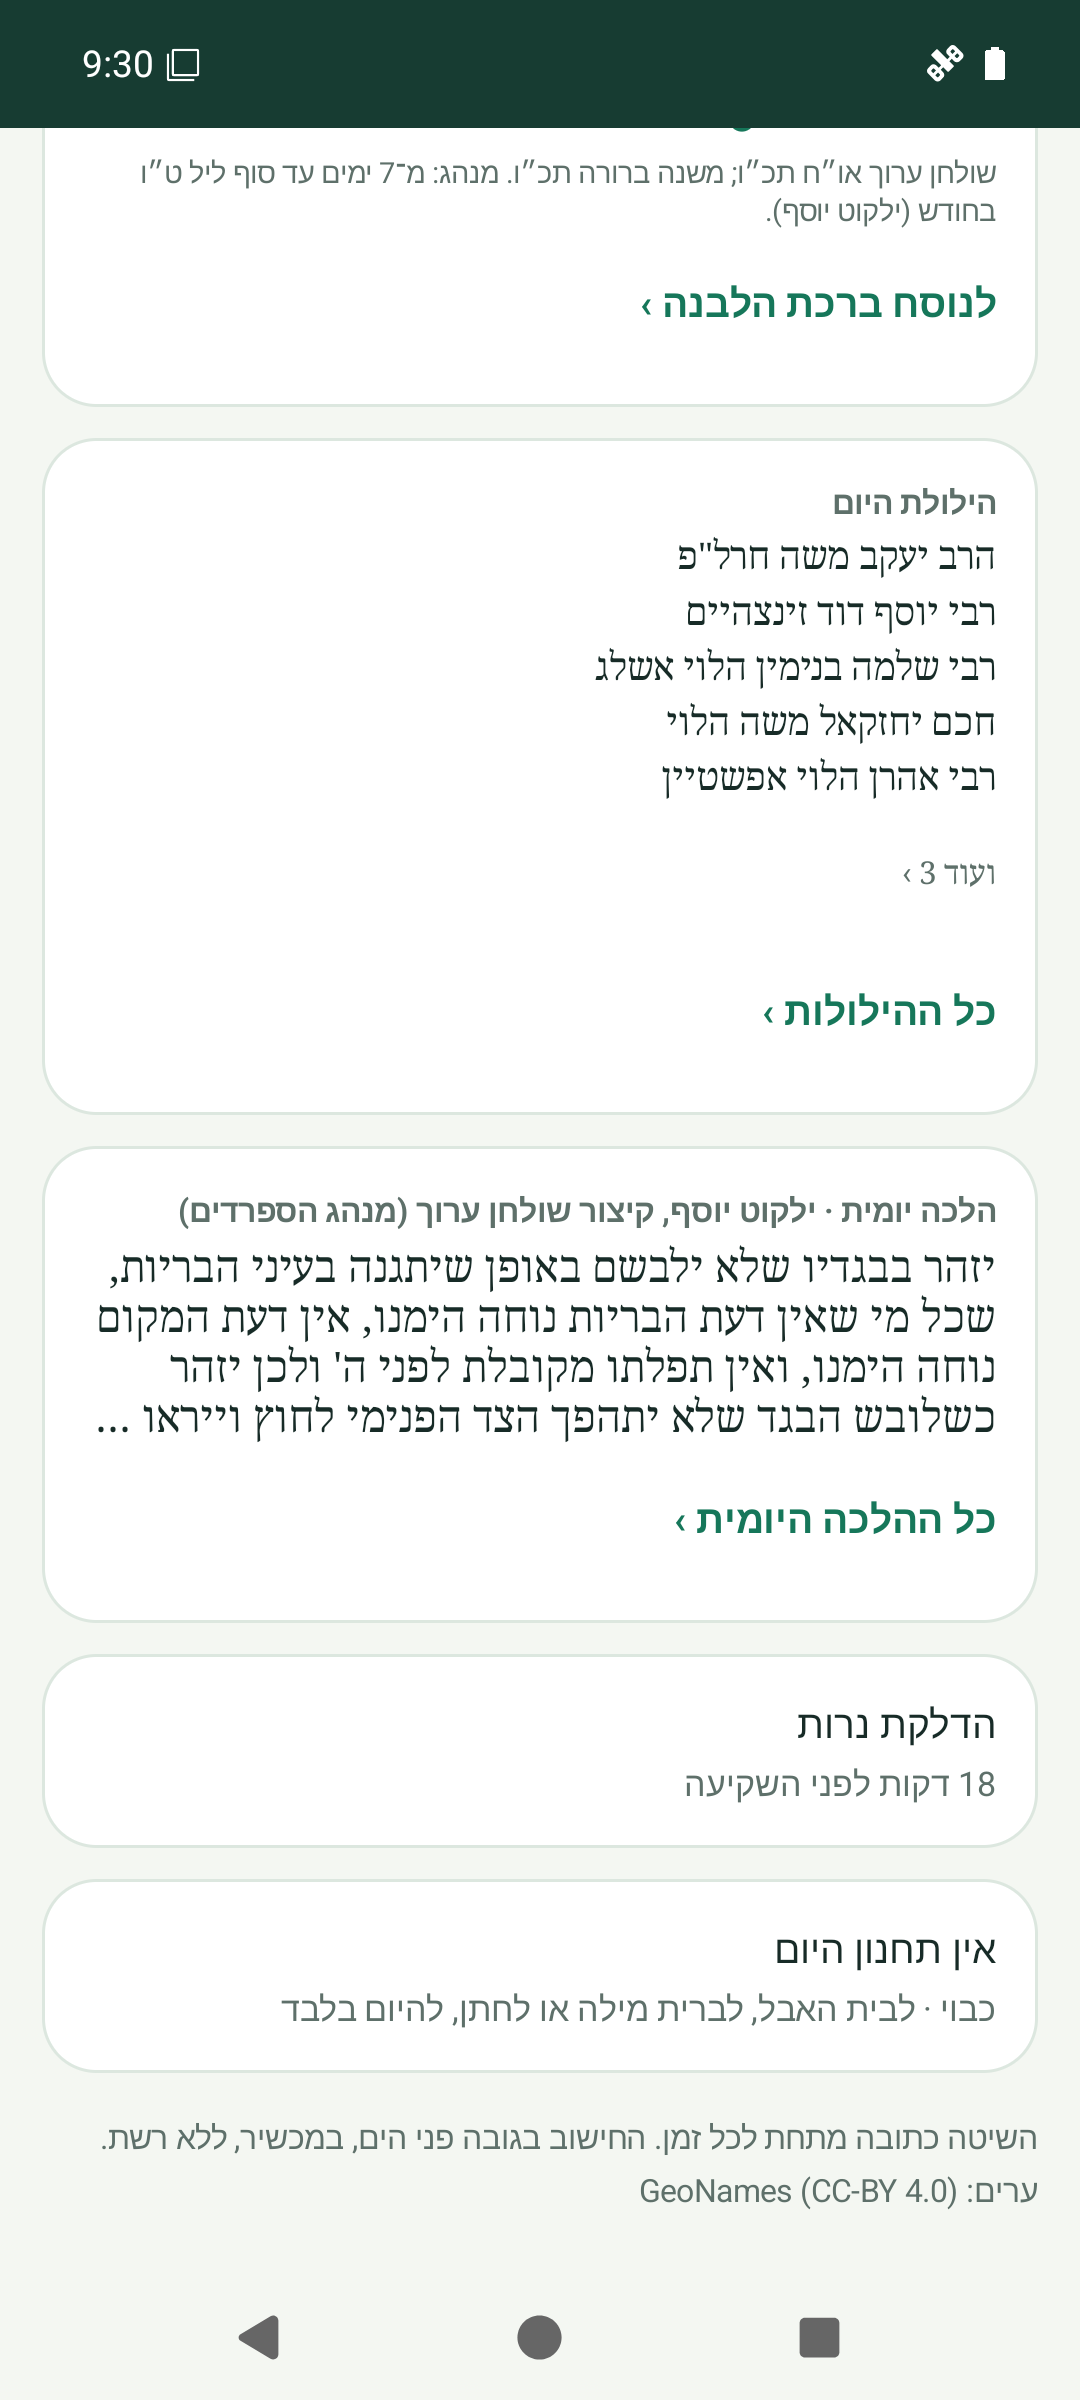 9:30
שולחן ערוך או״ח תכ״ו; משנה ברורה תכ״ו. מנהג: מ־7 ימים עד סוף ליל ט״ו
בחודש (ילקוט יוסף).
לנוסח ברכת הלבנה ›
הילולת היום
הרב יעקב משה חרל"פ
רבי יוסף דוד זינצהיים
רבי שלמה בנימין הלוי אשלג
חכם יחזקאל משה הלוי
רבי אהרן הלוי אפשטיין
ועוד 3 ›
כל ההילולות ›
הלכה יומית · ילקוט יוסף, קיצור שולחן ערוך (מנהג הספרדים)
יזהר בבגדיו שלא ילבשם באופן שיתגנה בעיני הבריות,
שכל מי שאין דעת הבריות נוחה הימנו, אין דעת המקום
נוחה הימנו, ואין תפלתו מקובלת לפני ה' ולכן יזהר
כשלובש הבגד שלא יתהפך הצד הפנימי לחוץ וייראו ...
כל ההלכה היומית ›
הדלקת נרות
18 דקות לפני השקיעה
אין תחנון היום
כבוי · לבית האבל, לברית מילה או לחתן, להיום בלבד
השיטה כתובה מתחת לכל זמן. החישוב בגובה פני הים, במכשיר, ללא רשת.
ערים: GeoNames (CC-BY 4.0)